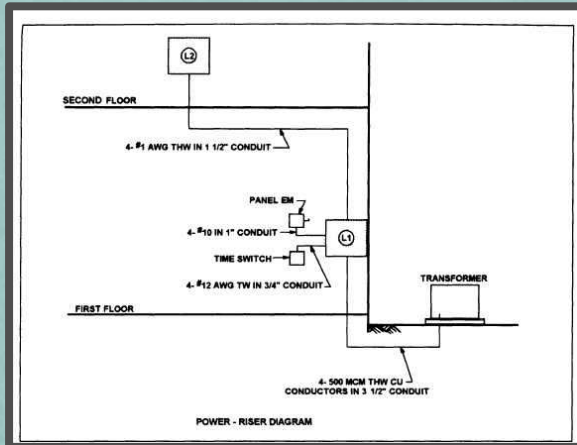 L2
SECOND FLOOR
4- #1 AWG THW IN 1 1/2" CONDUIT
PANEL EM
4- #10 IN 1" CONDUIT
L1
TIME SWITCH
TRANSFORMER
4- #12 AWG TW IN 3/4" CONDUIT
FIRST FLOOR
4- 500 MCM THW CU
CONDUCTORS IN 3 1/2" CONDUIT
POWER - RISER DIAGRAM